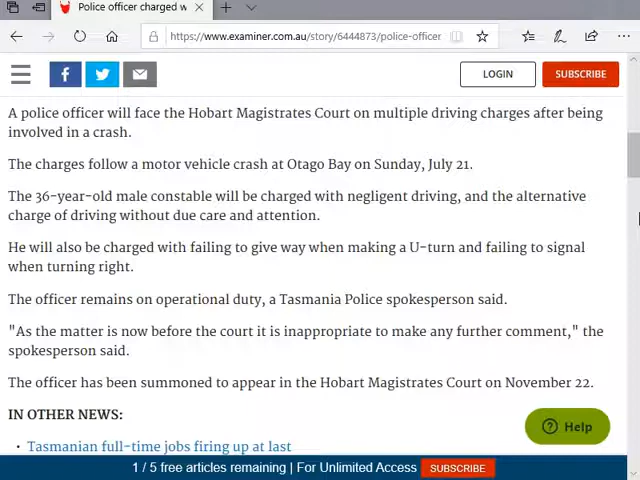 Police officer charged w
https://www.examiner.com.au/story/6444873/police-officer
LOGIN
SUBSCRIBE
A police officer will face the Hobart Magistrates Court on multiple driving charges after being
involved in a crash.
The charges follow a motor vehicle crash at Otago Bay on Sunday, July 21.
The 36-year-old male constable will be charged with negligent driving, and the alternative
charge of driving without due care and attention.
He will also be charged with failing to give way when making a U-turn and failing to signal
when turning right.
The officer remains on operational duty, a Tasmania Police spokesperson said.
"As the matter is now before the court it is inappropriate to make any further comment," the
spokesperson said.
The officer has been summoned to appear in the Hobart Magistrates Court on November 22.
IN OTHER NEWS:
• Tasmanian full-time jobs firing up at last
Help
1 / 5 free articles remaining | For Unlimited Access SUBSCRIBE